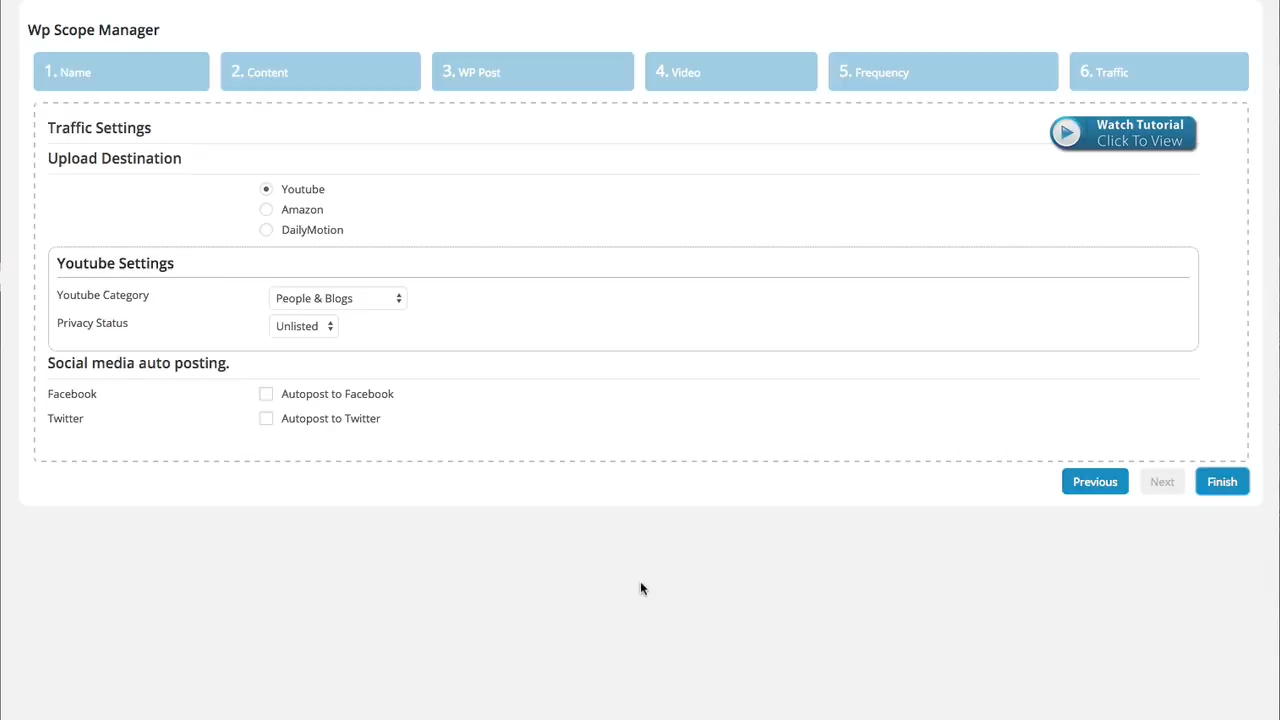 Wp Scope Manager
1. Name
2. Content
3. WP Post
4. Video
5. Frequency
6. Traffic
Traffic Settings
Watch Tutorial
Click To View
Upload Destination
Youtube
Amazon
DailyMotion
Youtube Settings
Youtube Category
People & Blogs
Privacy Status
Unlisted
Social media auto posting.
Facebook
Autopost to Facebook
Twitter
Autopost to Twitter
Previous
Next
Finish